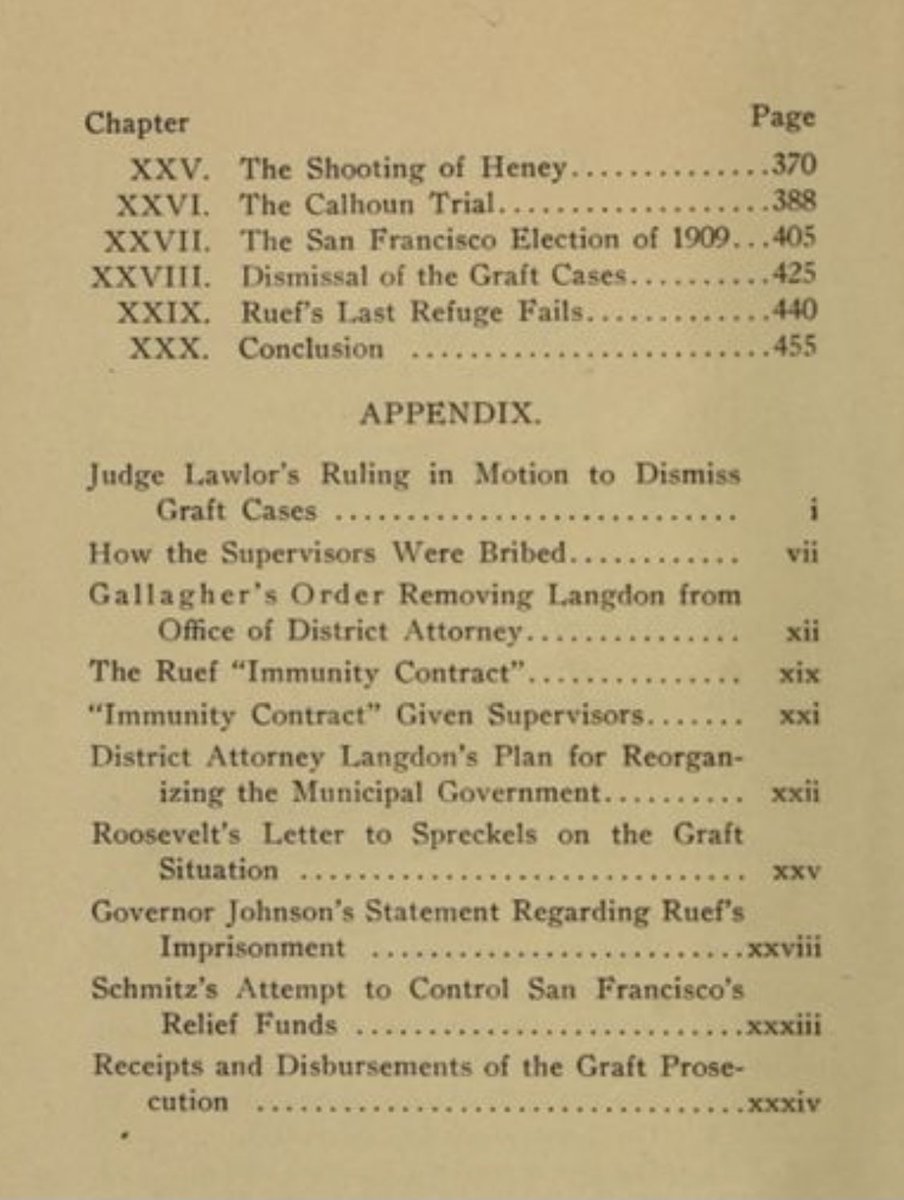 Chapter Page
XXV. The Shooting of Heney..............370
XXVI. The Calhoun Trial...................388
XXVII. The San Francisco Election of 1909...405
XXVIII. Dismissal of the Graft Cases..........425
XXIX. Ruef's Last Refuge Fails.............440
XXX. Conclusion .........................455
APPENDIX.
Judge Lawlor's Ruling in Motion to Dismiss
Graft Cases ............................ i
How the Supervisors Were Bribed............ vii
Gallagher's Order Removing Langdon from
Office of District Attorney............... xii
The Ruef "Immunity Contract"............... xix
"Immunity Contract" Given Supervisors....... xxi
District Attorney Langdon's Plan for Reorgan-
izing the Municipal Government.......... xxii
Roosevelt's Letter to Spreckels on the Graft
Situation ............................... xxv
Governor Johnson's Statement Regarding Ruef's
Imprisonment ..........................xxviii
Schmitz's Attempt to Control San Francisco's
Relief Funds ...........................xxxiii
Receipts and Disbursements of the Graft Prose-
cution ..................................xxxiv